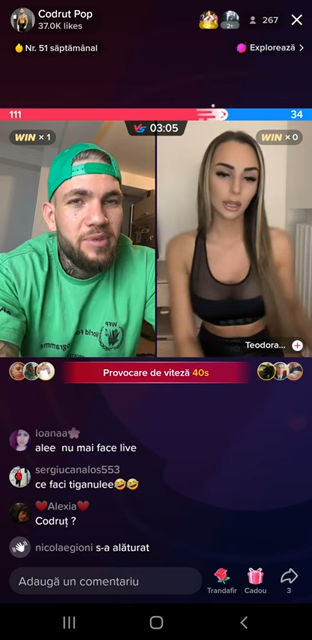 Codrut Pop
37.0K likes
2+
267
Nr. 51 săptămânal
Explorează
111
34
WIN × 1
VS 03:05
WIN × 0
Teodora...
Provocare de viteză 40s
Ioanaa🌸
alee nu mai face live
sergiucanalos553
ce faci tiganulee🤣🤣
❤️Alexia❤️
Codruț ?
nicolaegioni s-a alăturat
Adaugă un comentariu
Trandafir
Cadou
3